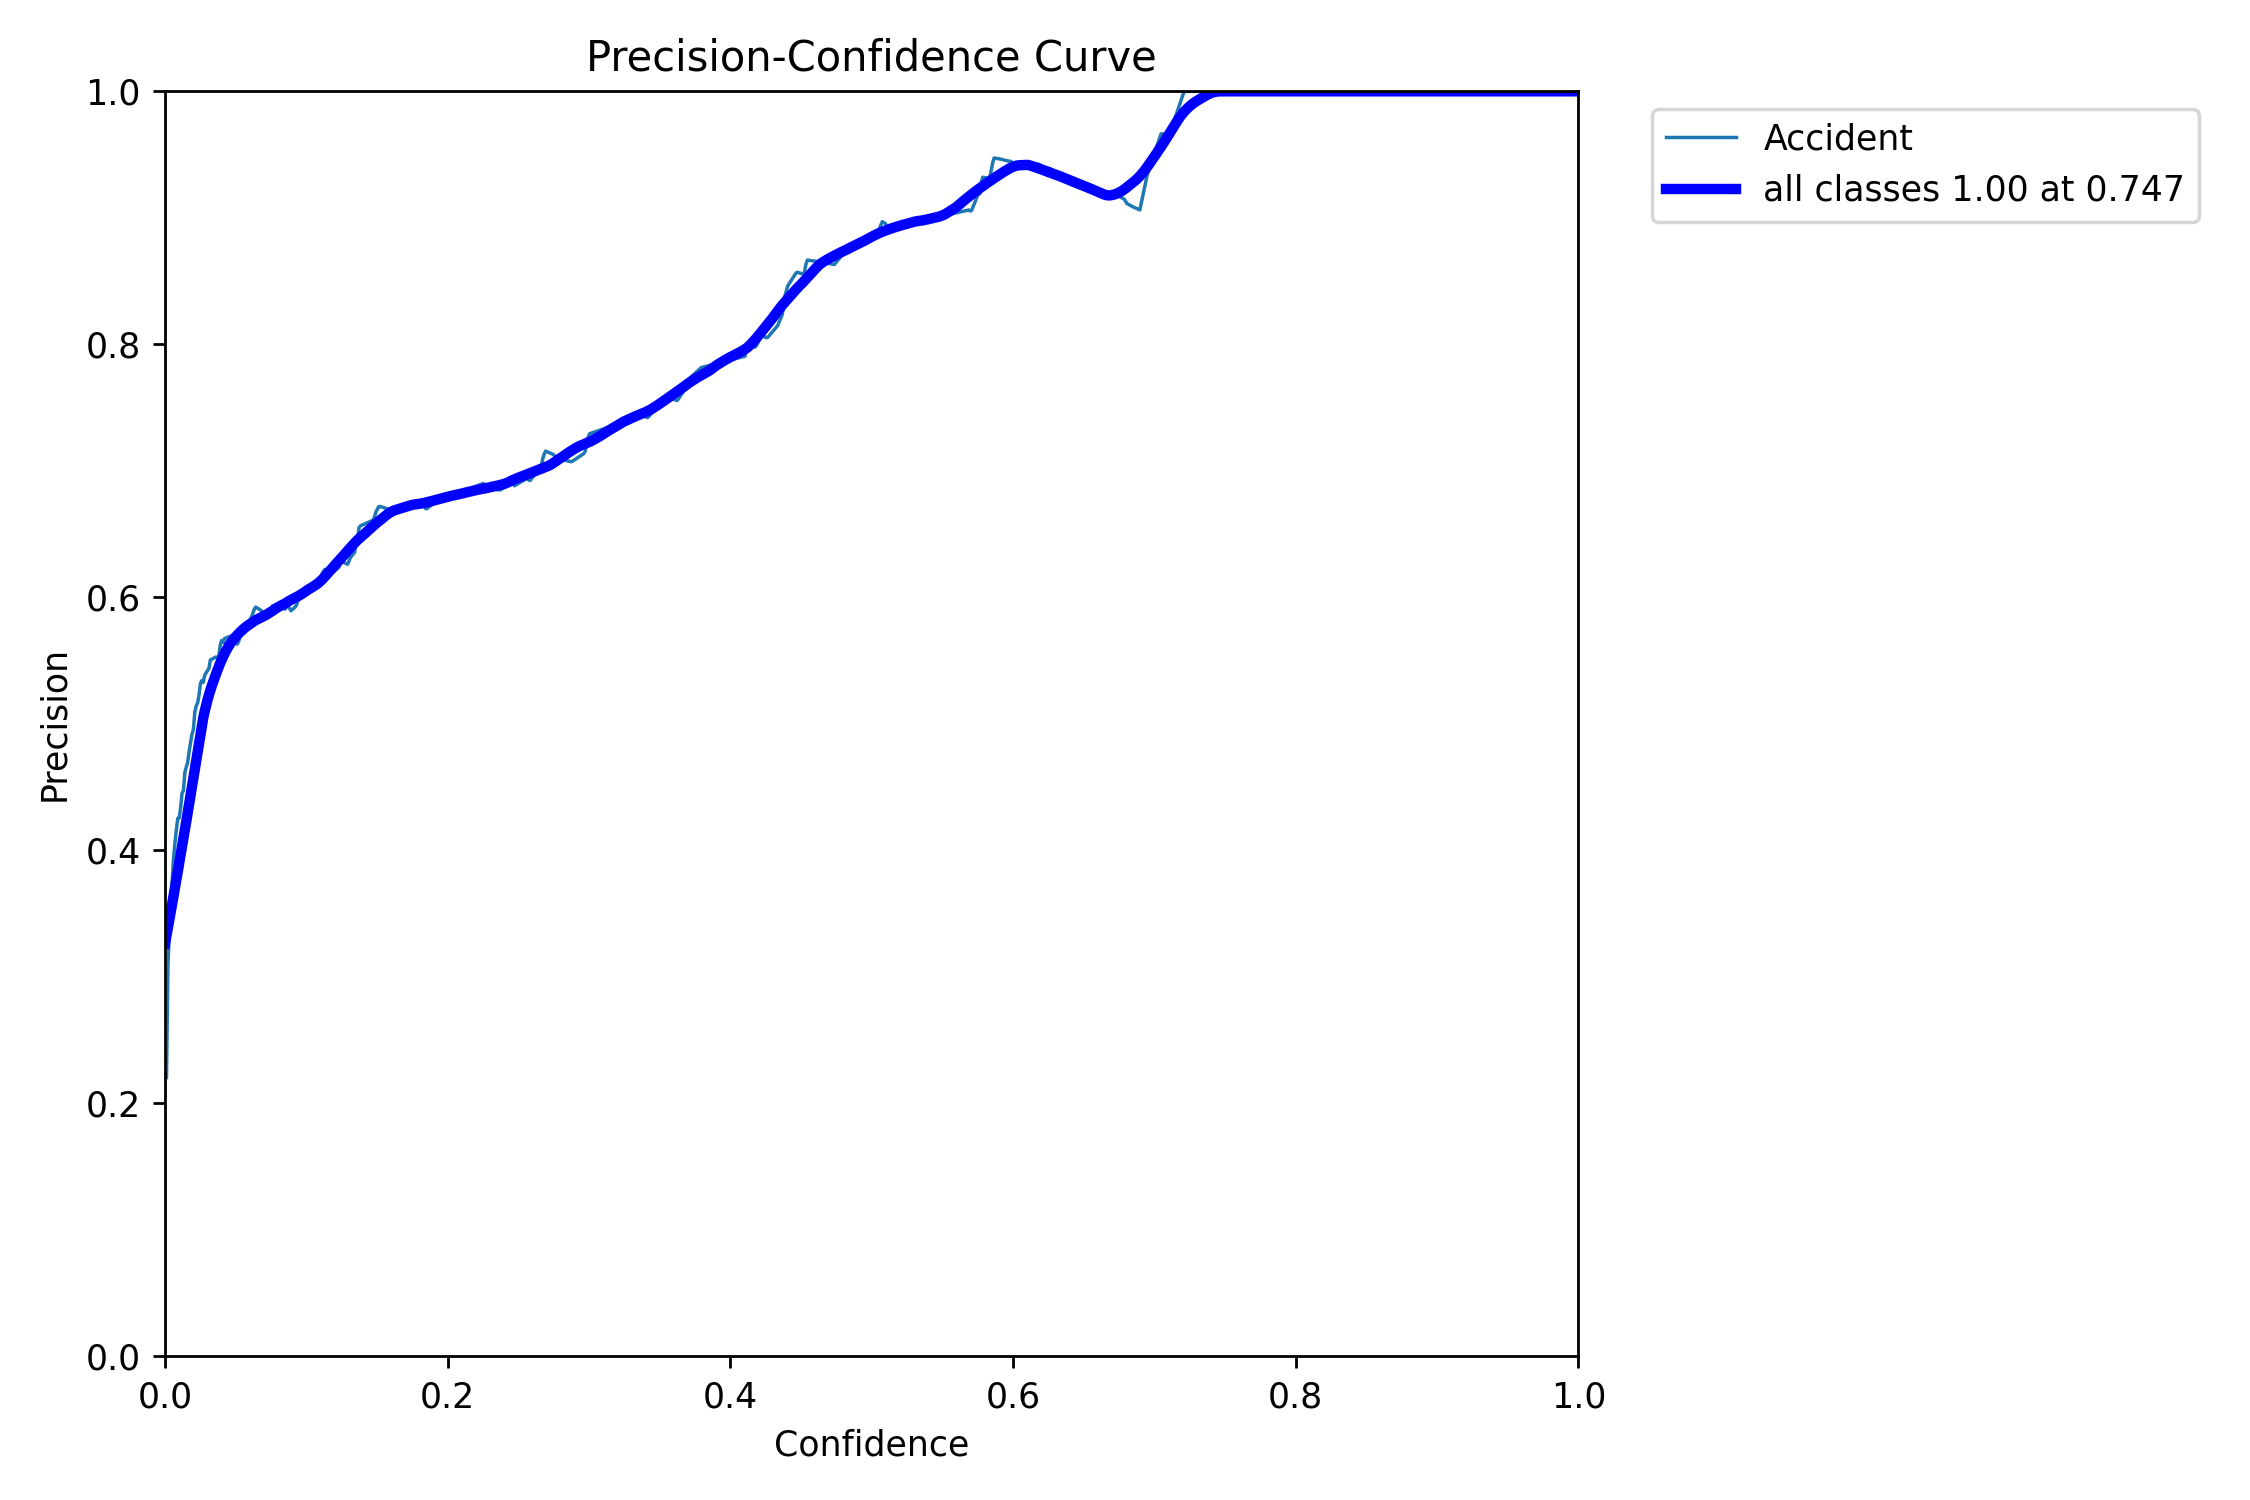 Precision-Confidence Curve
1.0
0.8
0.6
0.4
0.2
0.0
Precision
0.0 0.2 0.4 0.6 0.8 1.0
Confidence
Accident
all classes 1.00 at 0.747